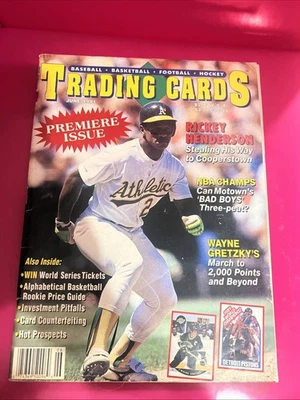 BASEBALL • BASKETBALL • FOOTBALL • HOCKEY
TRADING CARDS
JUNE
PREMIERE
ISSUE
RICKEY
HENDERSON
Stealing His Way
to Cooperstown
NBA CHAMPS
Can Motown's
'BAD BOYS'
Three-peat?
Athletics
2
WAYNE
GRETZKY'S
March to
2,000 Points
and Beyond
Also Inside:
• WIN World Series Tickets
• Alphabetical Basketball
Rookie Price Guide
• Investment Pitfalls
• Card Counterfeiting
• Hot Prospects
DETROIT PISTONS